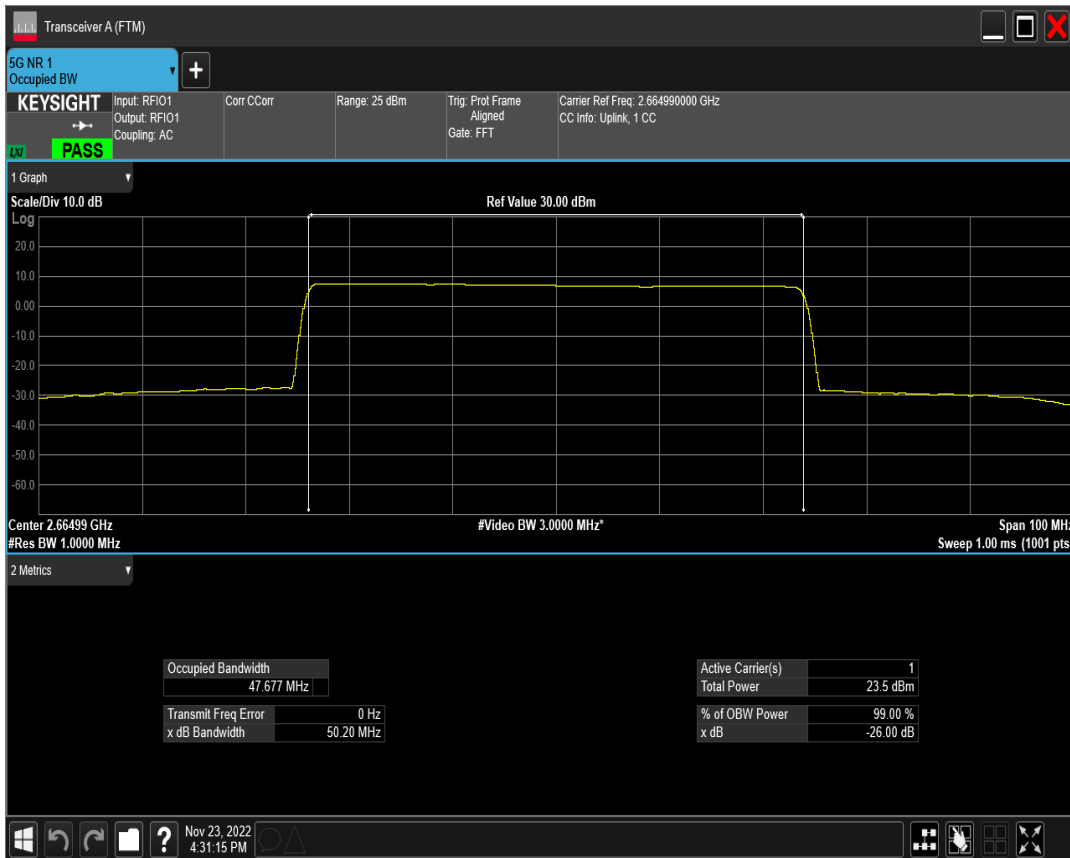 Transceiver A (FTM)
5G NR 1
Occupied BW
+
KEYSIGHT
LXI
PASS
Input: RFIO1
Output: RFIO1
Coupling: AC
Corr CCorr
Range: 25 dBm
Trig: Prot Frame
Aligned
Gate: FFT
Carrier Ref Freq: 2.664990000 GHz
CC Info: Uplink, 1 CC
1 Graph
Scale/Div 10.0 dB
Ref Value 30.00 dBm
Log
20.0
10.0
0.00
-10.0
-20.0
-30.0
-40.0
-50.0
-60.0
Center 2.66499 GHz
#Video BW 3.0000 MHz*
Span 100 MHz
#Res BW 1.0000 MHz
Sweep 1.00 ms (1001 pts
2 Metrics
Occupied Bandwidth
47.677 MHz
Transmit Freq Error 0 Hz
x dB Bandwidth 50.20 MHz
Active Carrier(s) 1
Total Power 23.5 dBm
% of OBW Power 99.00 %
x dB -26.00 dB
?
Nov 23, 2022
4:31:15 PM